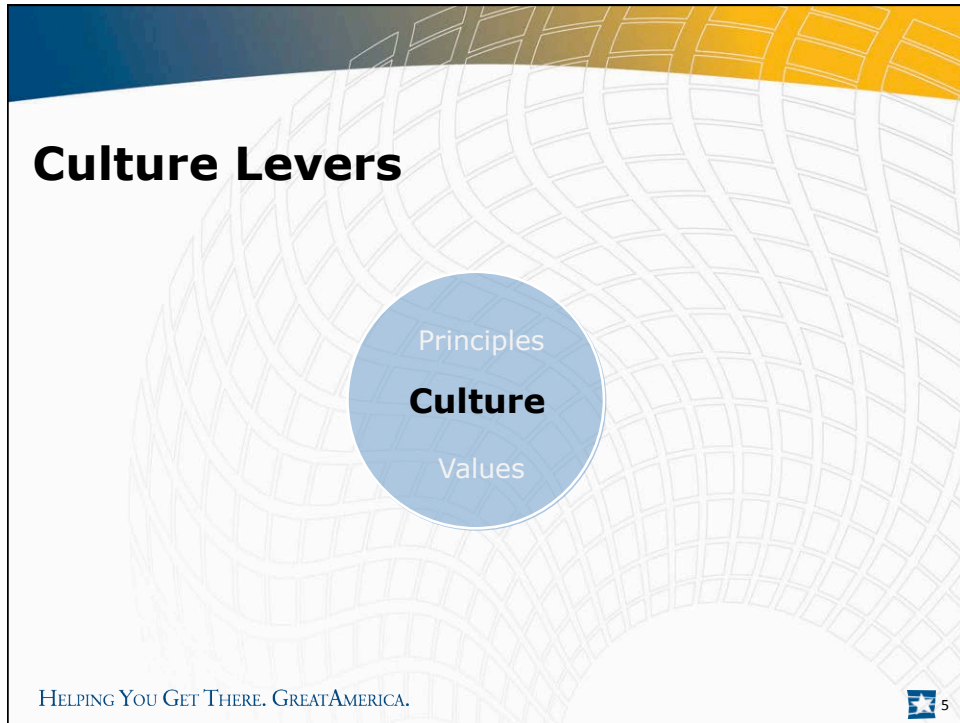 Culture Levers
Principles
Culture
Values
HELPING YOU GET THERE. GREATAMERICA.
5